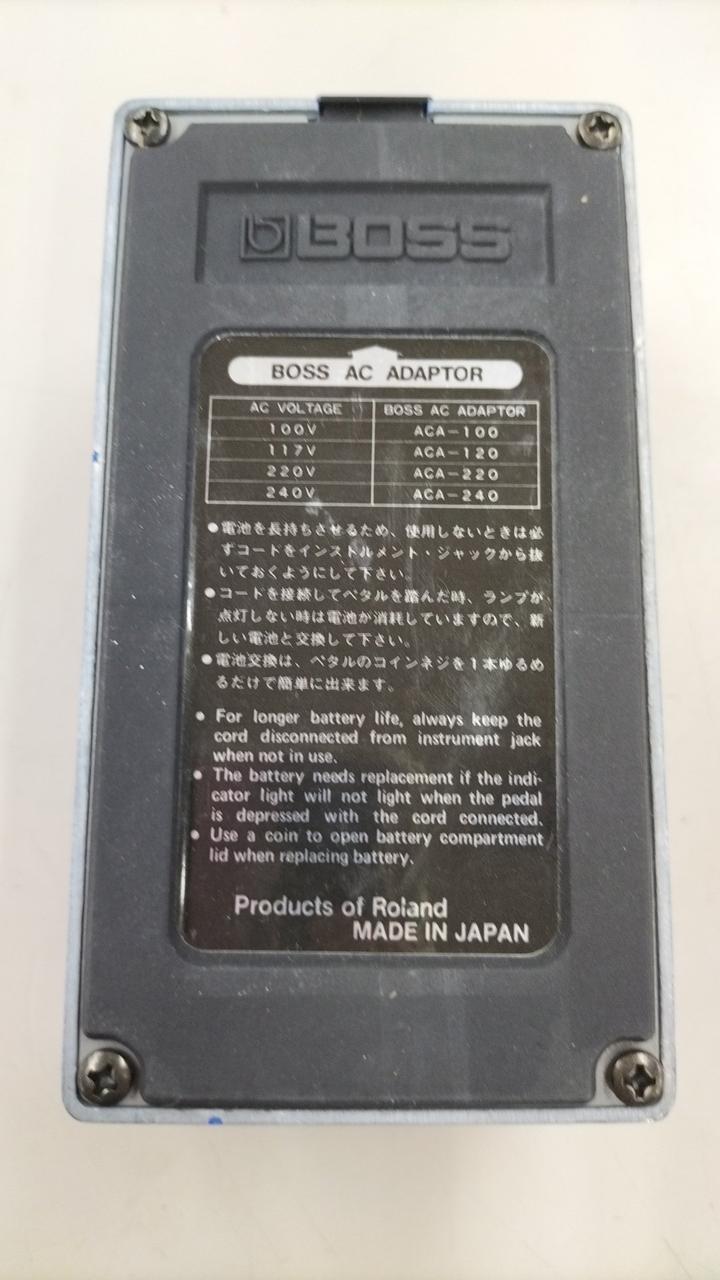 BOSS
BOSS AC ADAPTOR
AC VOLTAGE BOSS AC ADAPTOR
100V ACA-100
117V ACA-120
220V ACA-220
240V ACA-240
●電池を長持ちさせるため、使用しないときは必
ずコードをインストルメント・ジャックから抜
いておくようにして下さい。
●コードを接続してペタルを踏んだ時、ランプが
点灯しない時は電池が消耗していますので、新
しい電池と交換して下さい。
●電池交換は、ペタルのコインネジを1本ゆるめ
るだけで簡単に出来ます。
● For longer battery life, always keep the
cord disconnected from instrument jack
when not in use.
● The battery needs replacement if the indi-
cator light will not light when the pedal
is depressed with the cord connected.
● Use a coin to open battery compartment
lid when replacing battery.
Products of Roland
MADE IN JAPAN